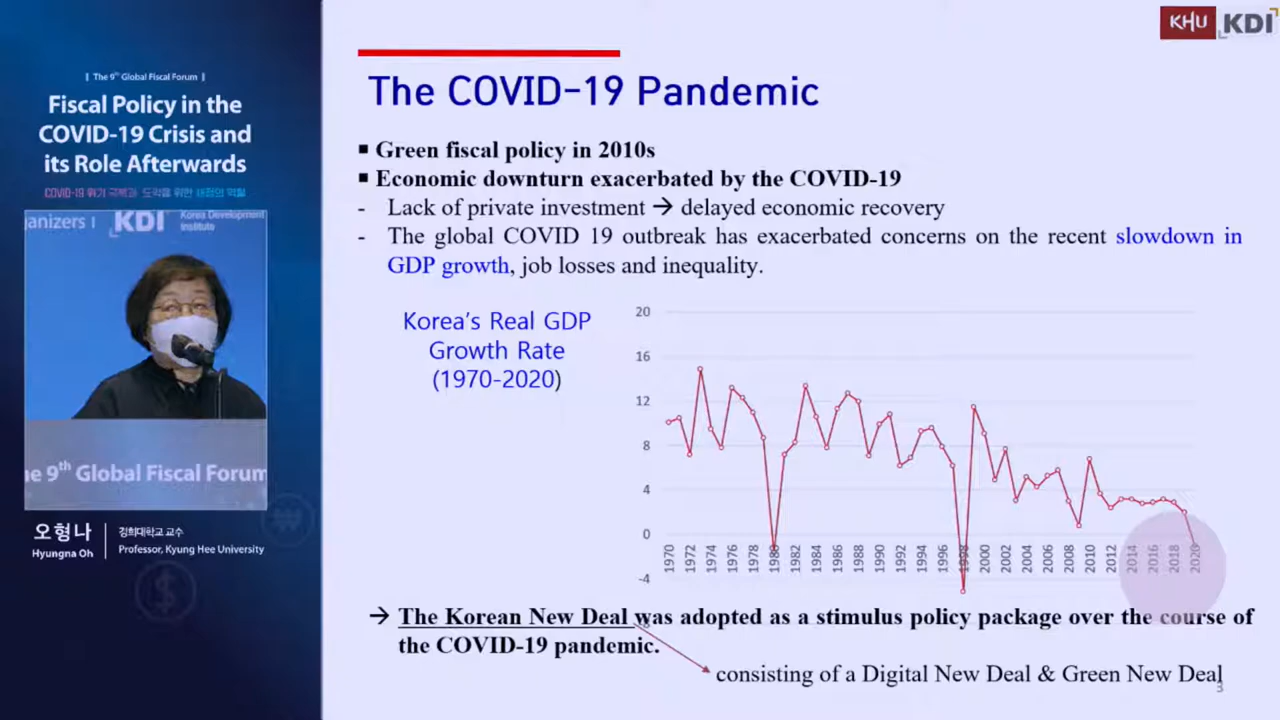 [ The 9th Global Fiscal Forum ]
Fiscal Policy in the
COVID-19 Crisis and
its Role Afterwards
COVID-19 위기 극복과 도약을 위한 재정의 역할
anizers I KDI Korea Development
Institute
he 9th Global Fiscal Forum
오형나 경희대학교 교수
Hyungna Oh Professor, Kyung Hee University
KHU KDI
The COVID-19 Pandemic
▪ Green fiscal policy in 2010s
▪ Economic downturn exacerbated by the COVID-19
- Lack of private investment → delayed economic recovery
- The global COVID 19 outbreak has exacerbated concerns on the recent slowdown in
GDP growth, job losses and inequality.
Korea's Real GDP
Growth Rate
(1970-2020)
20
16
12
8
4
0
-4
1970 1972 1974 1976 1978 1980 1982 1984 1986 1988 1990 1992 1994 1996 1998 2000 2002 2004 2006 2008 2010 2012 2014 2016 2018 2020
→ The Korean New Deal was adopted as a stimulus policy package over the course of
the COVID-19 pandemic.
consisting of a Digital New Deal & Green New Deal
3